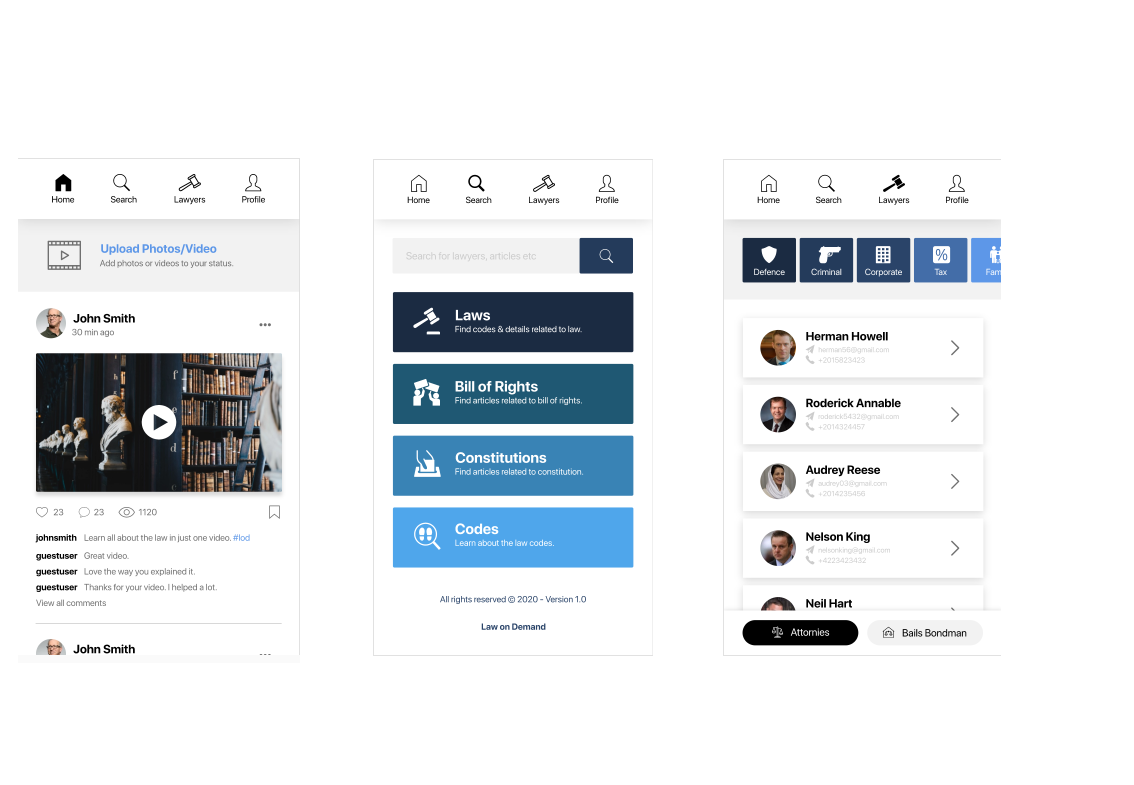 Home
Search
Lawyers
Profile
Upload Photos/Video
Add photos or videos to your status.
John Smith
30 min ago
23
23
1120
johnsmith Learn all about the law in just one video. #lod
guestuser Great video.
guestuser Love the way you explained it.
guestuser Thanks for your video. I helped a lot.
View all comments
John Smith
Home
Search
Lawyers
Profile
Search for lawyers, articles etc
Laws
Find codes & details related to law.
Bill of Rights
Find articles related to bill of rights.
Constitutions
Find articles related to constitution.
Codes
Learn about the law codes.
All rights reserved © 2020 - Version 1.0
Law on Demand
Home
Search
Lawyers
Profile
Defence
Criminal
Corporate
%
Tax
Herman Howell
herman56@gmail.com
+2015823423
Roderick Annable
roderick5432@gmail.com
+2014324457
Audrey Reese
audrey03@gmail.com
+2014235456
Nelson King
nelsonking@gmail.com
+4223423432
Neil Hart
Attornies
Bails Bondman